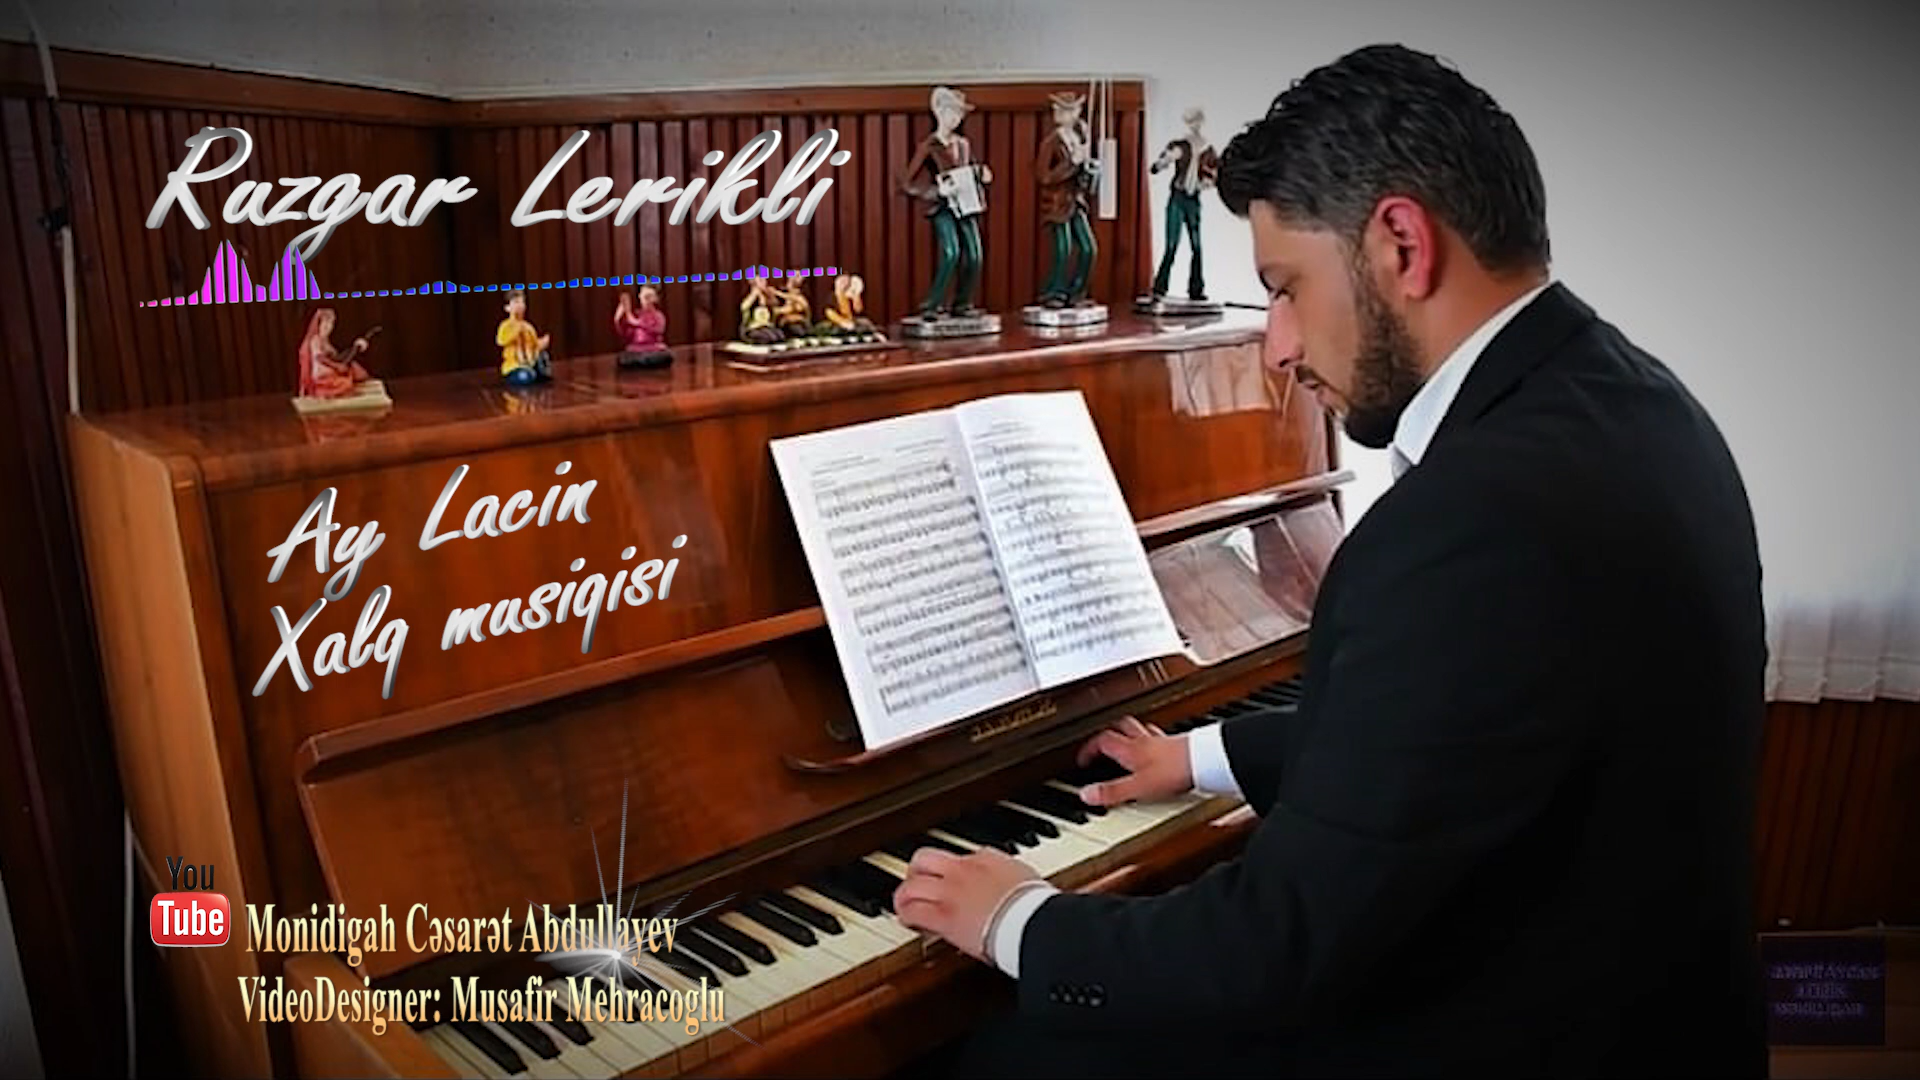 Ruzgar Lerikli
Ay Lacin
Xalq musiqisi
You
Tube
Monidigah Cəsarət Abdullayev
VideoDesigner: Musafir Mehracoglu